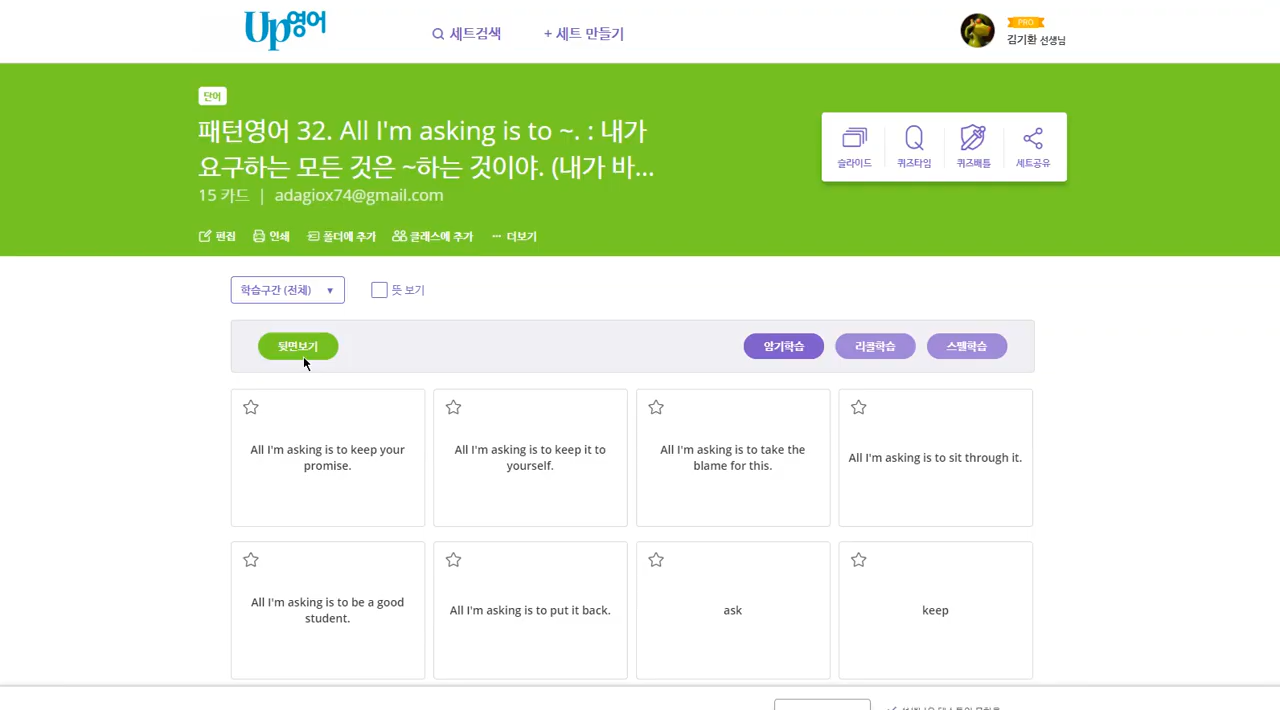 Up영어
세트검색
+ 세트 만들기
PRO
김기환 선생님
단어
패턴영어 32. All I'm asking is to ~. : 내가
요구하는 모든 것은 ~하는 것이야. (내가 바...
15 카드 | adagiox74@gmail.com
슬라이드
퀴즈타임
퀴즈배틀
세트공유
편집
인쇄
폴더에 추가
클래스에 추가
··· 더보기
학습구간 (전체) ▼
뜻 보기
뒷면보기
암기학습
리콜학습
스펠학습
All I'm asking is to keep your
promise.
All I'm asking is to keep it to
yourself.
All I'm asking is to take the
blame for this.
All I'm asking is to sit through it.
All I'm asking is to be a good
student.
All I'm asking is to put it back.
ask
keep